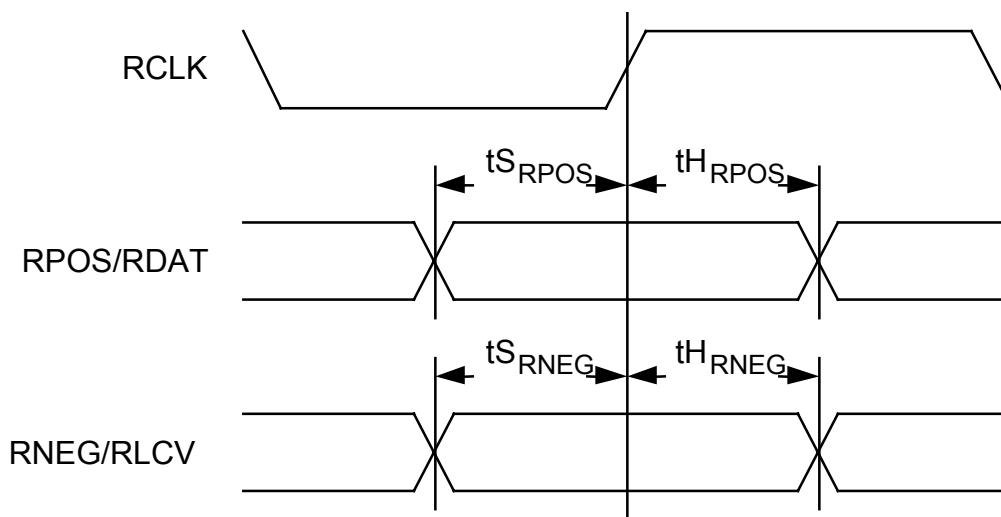 RCLK
tSRPOS tHRPOS
RPOS/RDAT
tSRNEG tHRNEG
RNEG/RLCV